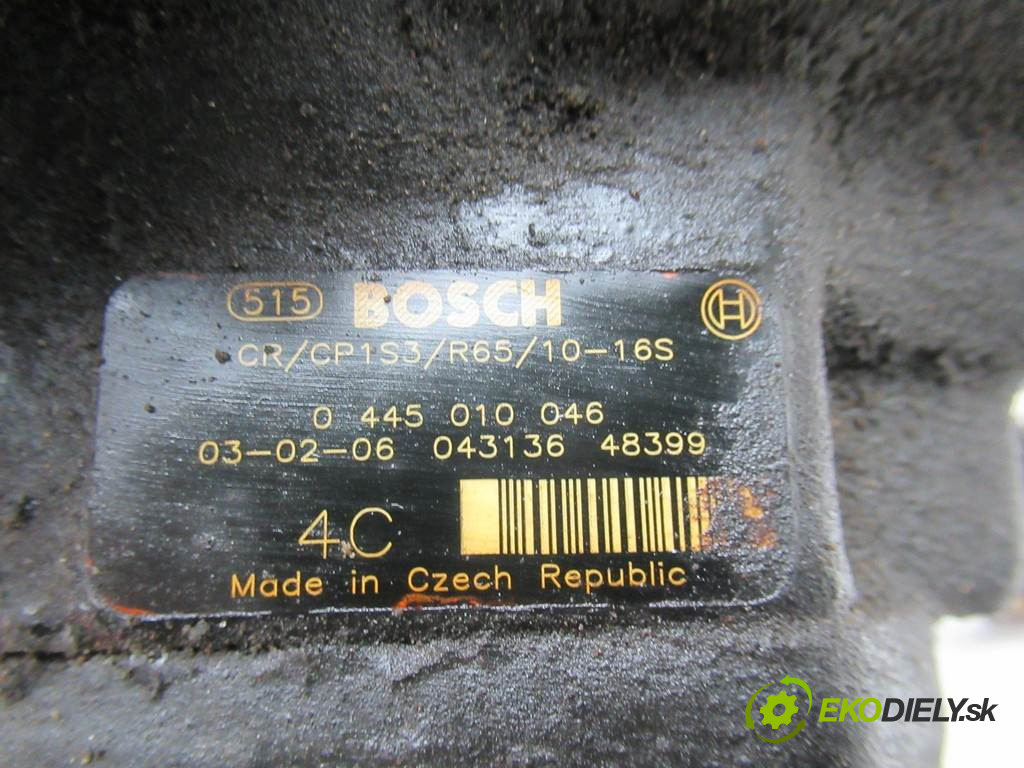 515 BOSCH
CR/CP1S3/R65/10-16S
0 445 010 046
03-02-06 043136 48399
4C
Made in Czech Republic
EKODIELY.sk